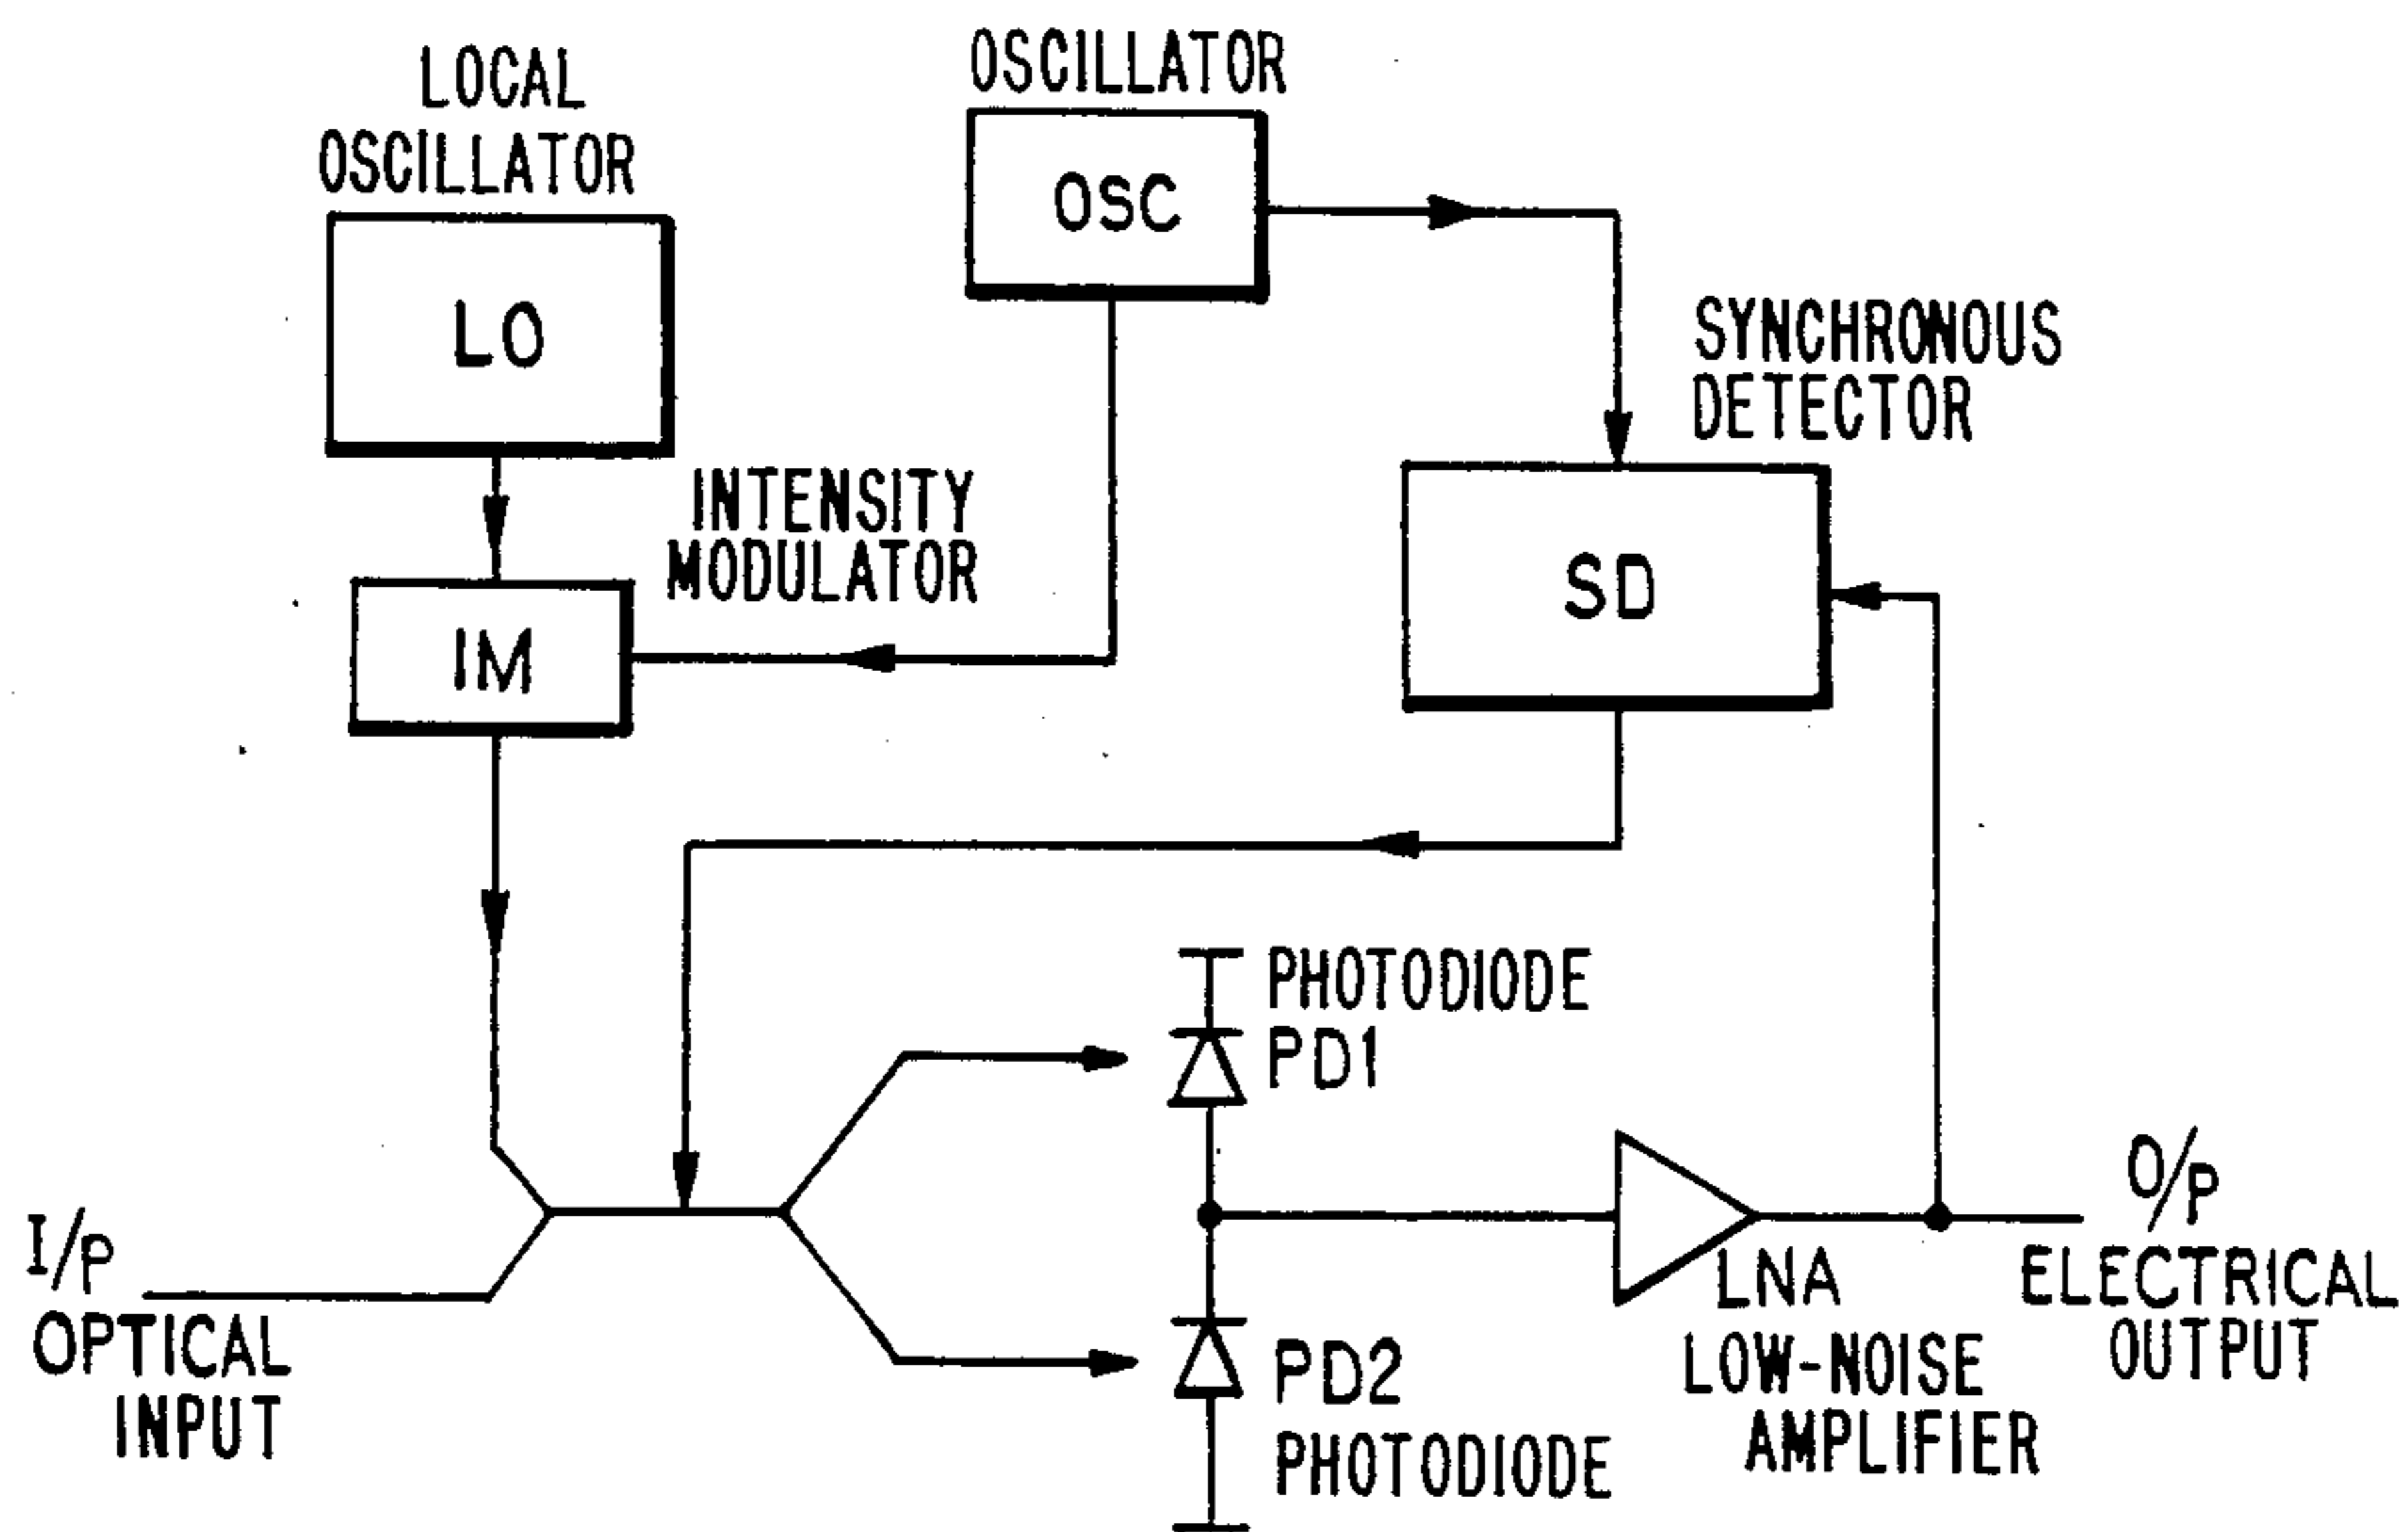 LOCAL
OSCILLATOR
LO
OSCILLATOR
OSC
SYNCHRONOUS
DETECTOR
SD
INTENSITY
MODULATOR
IM
PHOTODIODE
PD1
I/P
OPTICAL
INPUT
PD2
PHOTODIODE
LNA
LOW-NOISE
AMPLIFIER
O/P
ELECTRICAL
OUTPUT